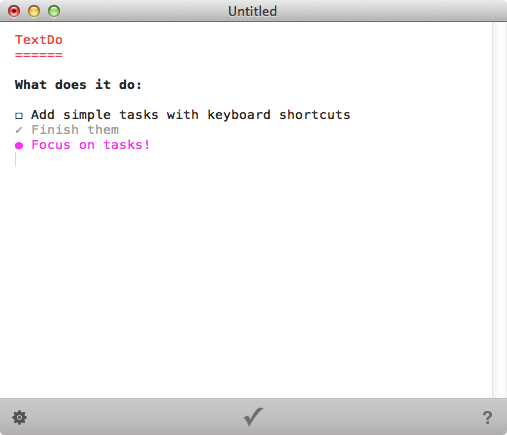 Untitled
TextDo
======
What does it do:
☐ Add simple tasks with keyboard shortcuts
✓ Finish them
● Focus on tasks!
?